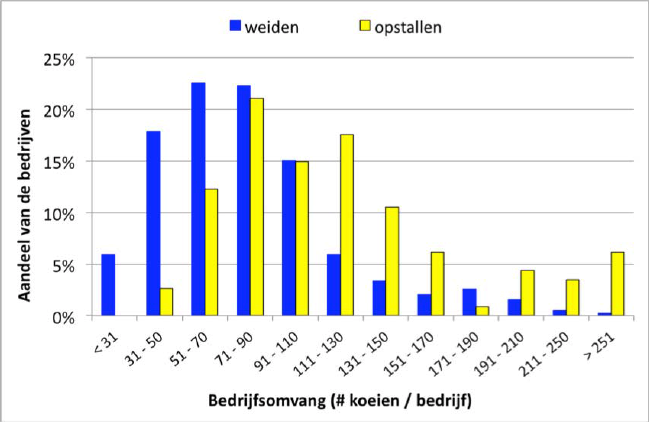 weiden opstallen
25%
20%
15%
10%
5%
0%
Aandeel van de bedrijven
< 31 31 - 50 51 - 70 71 - 90 91 - 110 111 - 130 131 - 150 151 - 170 171 - 190 191 - 210 211 - 250 > 251
Bedrijfsomvang (# koeien / bedrijf)